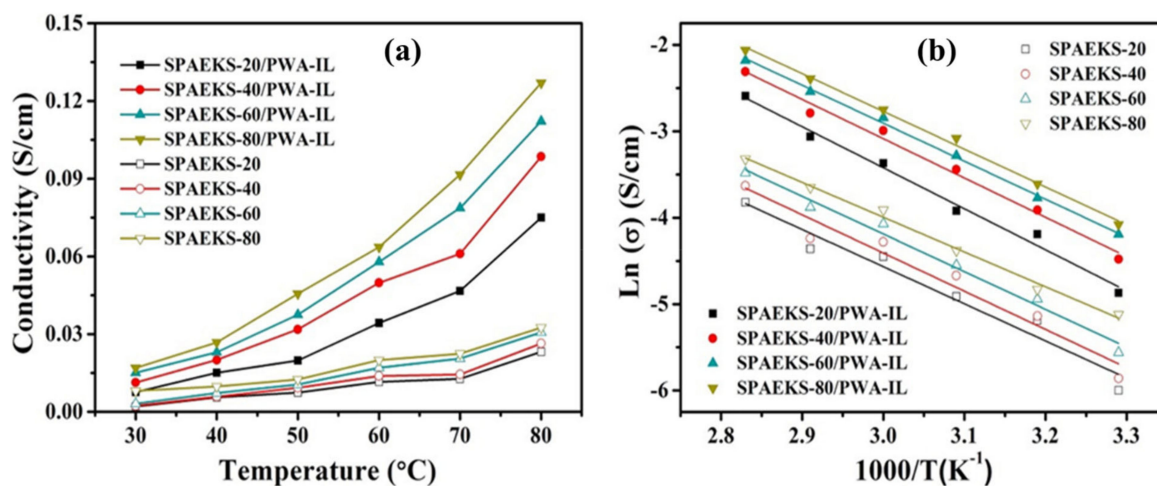 (a)
0.15
0.12
0.09
0.06
0.03
0.00
Conductivity (S/cm)
SPAEKS-20/PWA-IL
SPAEKS-40/PWA-IL
SPAEKS-60/PWA-IL
SPAEKS-80/PWA-IL
SPAEKS-20
SPAEKS-40
SPAEKS-60
SPAEKS-80
30 40 50 60 70 80
Temperature (°C)
(b)
-2
-3
-4
-5
-6
Ln (σ) (S/cm)
SPAEKS-20
SPAEKS-40
SPAEKS-60
SPAEKS-80
SPAEKS-20/PWA-IL
SPAEKS-40/PWA-IL
SPAEKS-60/PWA-IL
SPAEKS-80/PWA-IL
2.8 2.9 3.0 3.1 3.2 3.3
1000/T(K⁻¹)